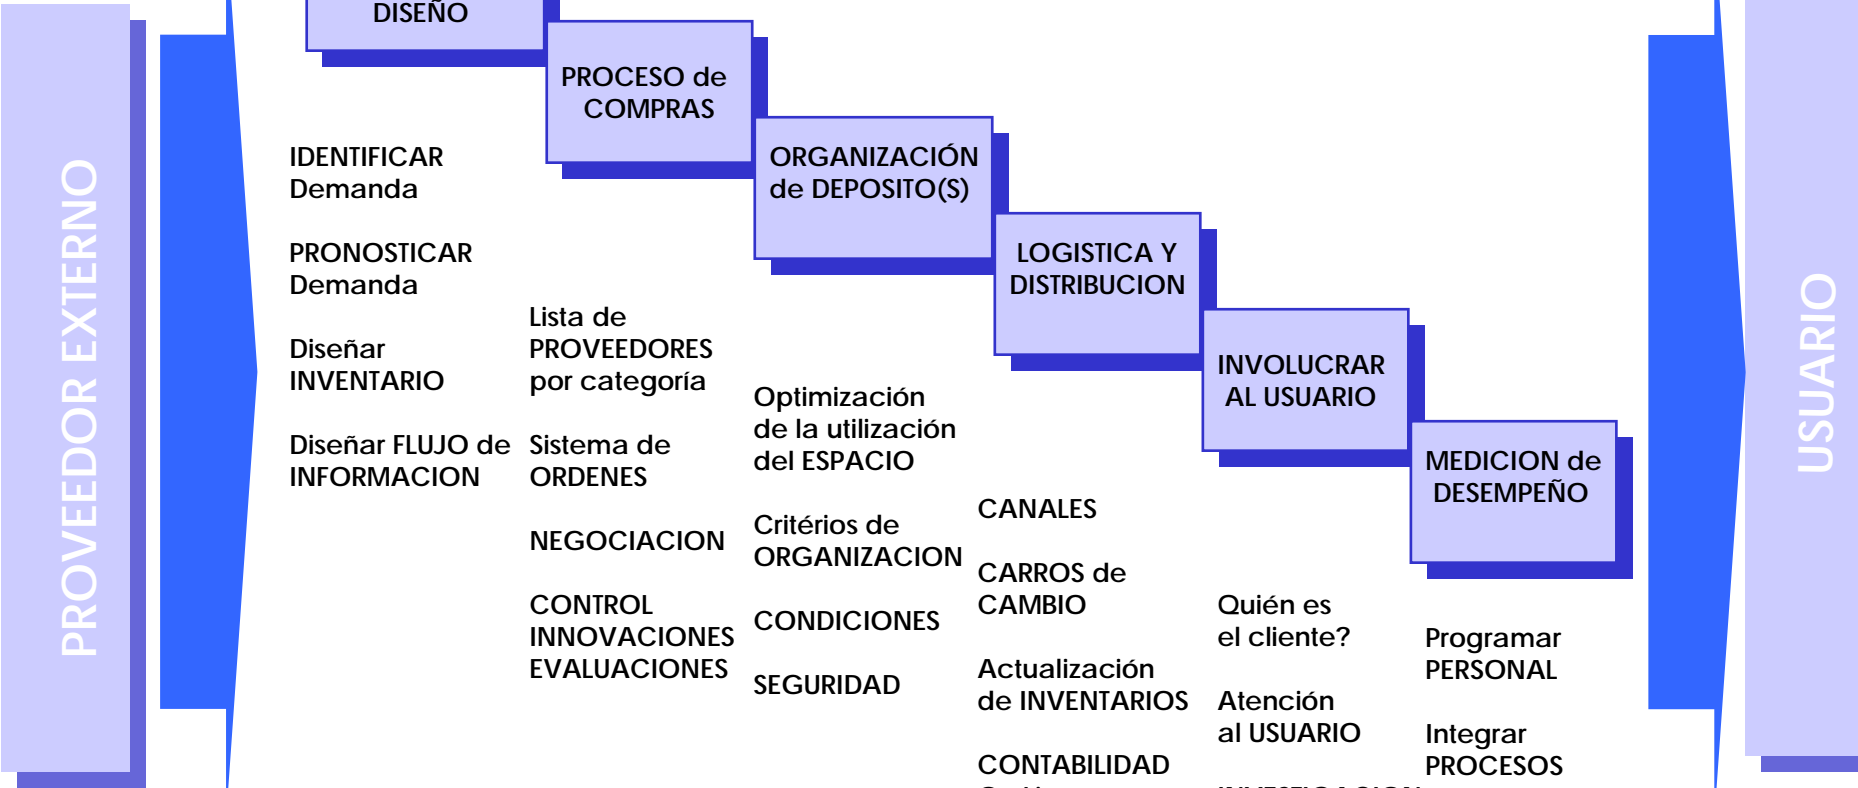 PROVEEDOR EXTERNO
DISEÑO
IDENTIFICAR
Demanda
PRONOSTICAR
Demanda
Diseñar
INVENTARIO
Diseñar FLUJO de
INFORMACION
PROCESO de
COMPRAS
Lista de
PROVEEDORES
por categoría
Sistema de
ORDENES
NEGOCIACION
CONTROL
INNOVACIONES
EVALUACIONES
ORGANIZACIÓN
de DEPOSITO(S)
Optimización
de la utilización
del ESPACIO
Critérios de
ORGANIZACION
CONDICIONES
SEGURIDAD
LOGISTICA Y
DISTRIBUCION
CANALES
CARROS de
CAMBIO
Actualización
de INVENTARIOS
CONTABILIDAD
INVOLUCRAR
AL USUARIO
Quién es
el cliente?
Atención
al USUARIO
INVESTIGACION
MEDICION de
DESEMPEÑO
Programar
PERSONAL
Integrar
PROCESOS
USUARIO